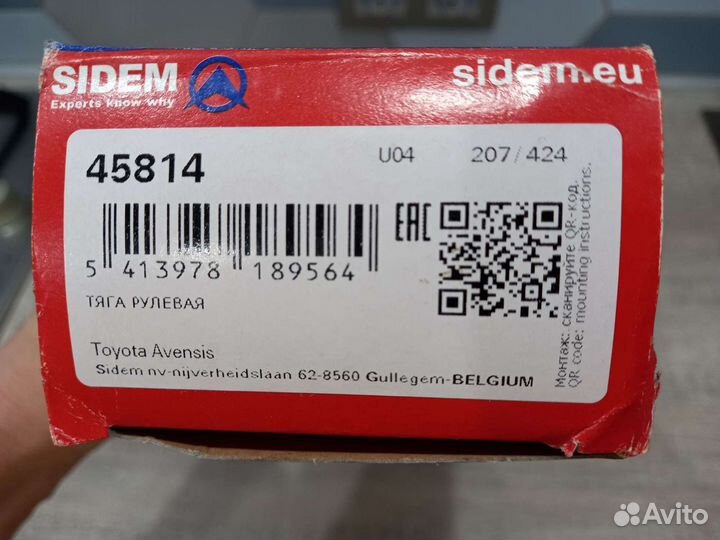 SIDEM
Experts know why
sidem.eu
45814
U04 207/424
EAC
5 413978 189564
ТЯГА РУЛЕВАЯ
Toyota Avensis
Sidem nv-nijverheidslaan 62-8560 Gullegem-BELGIUM
Монтаж: сканируйте QR-код.
QR code: mounting instructions.
Avito